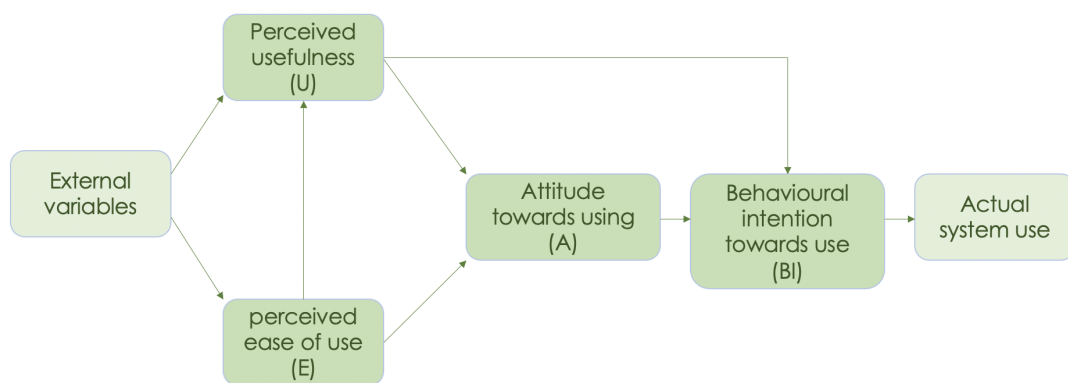 Perceived
usefulness
(U)
External
variables
Attitude
towards using
(A)
Behavioural
intention
towards use
(BI)
Actual
system use
perceived
ease of use
(E)